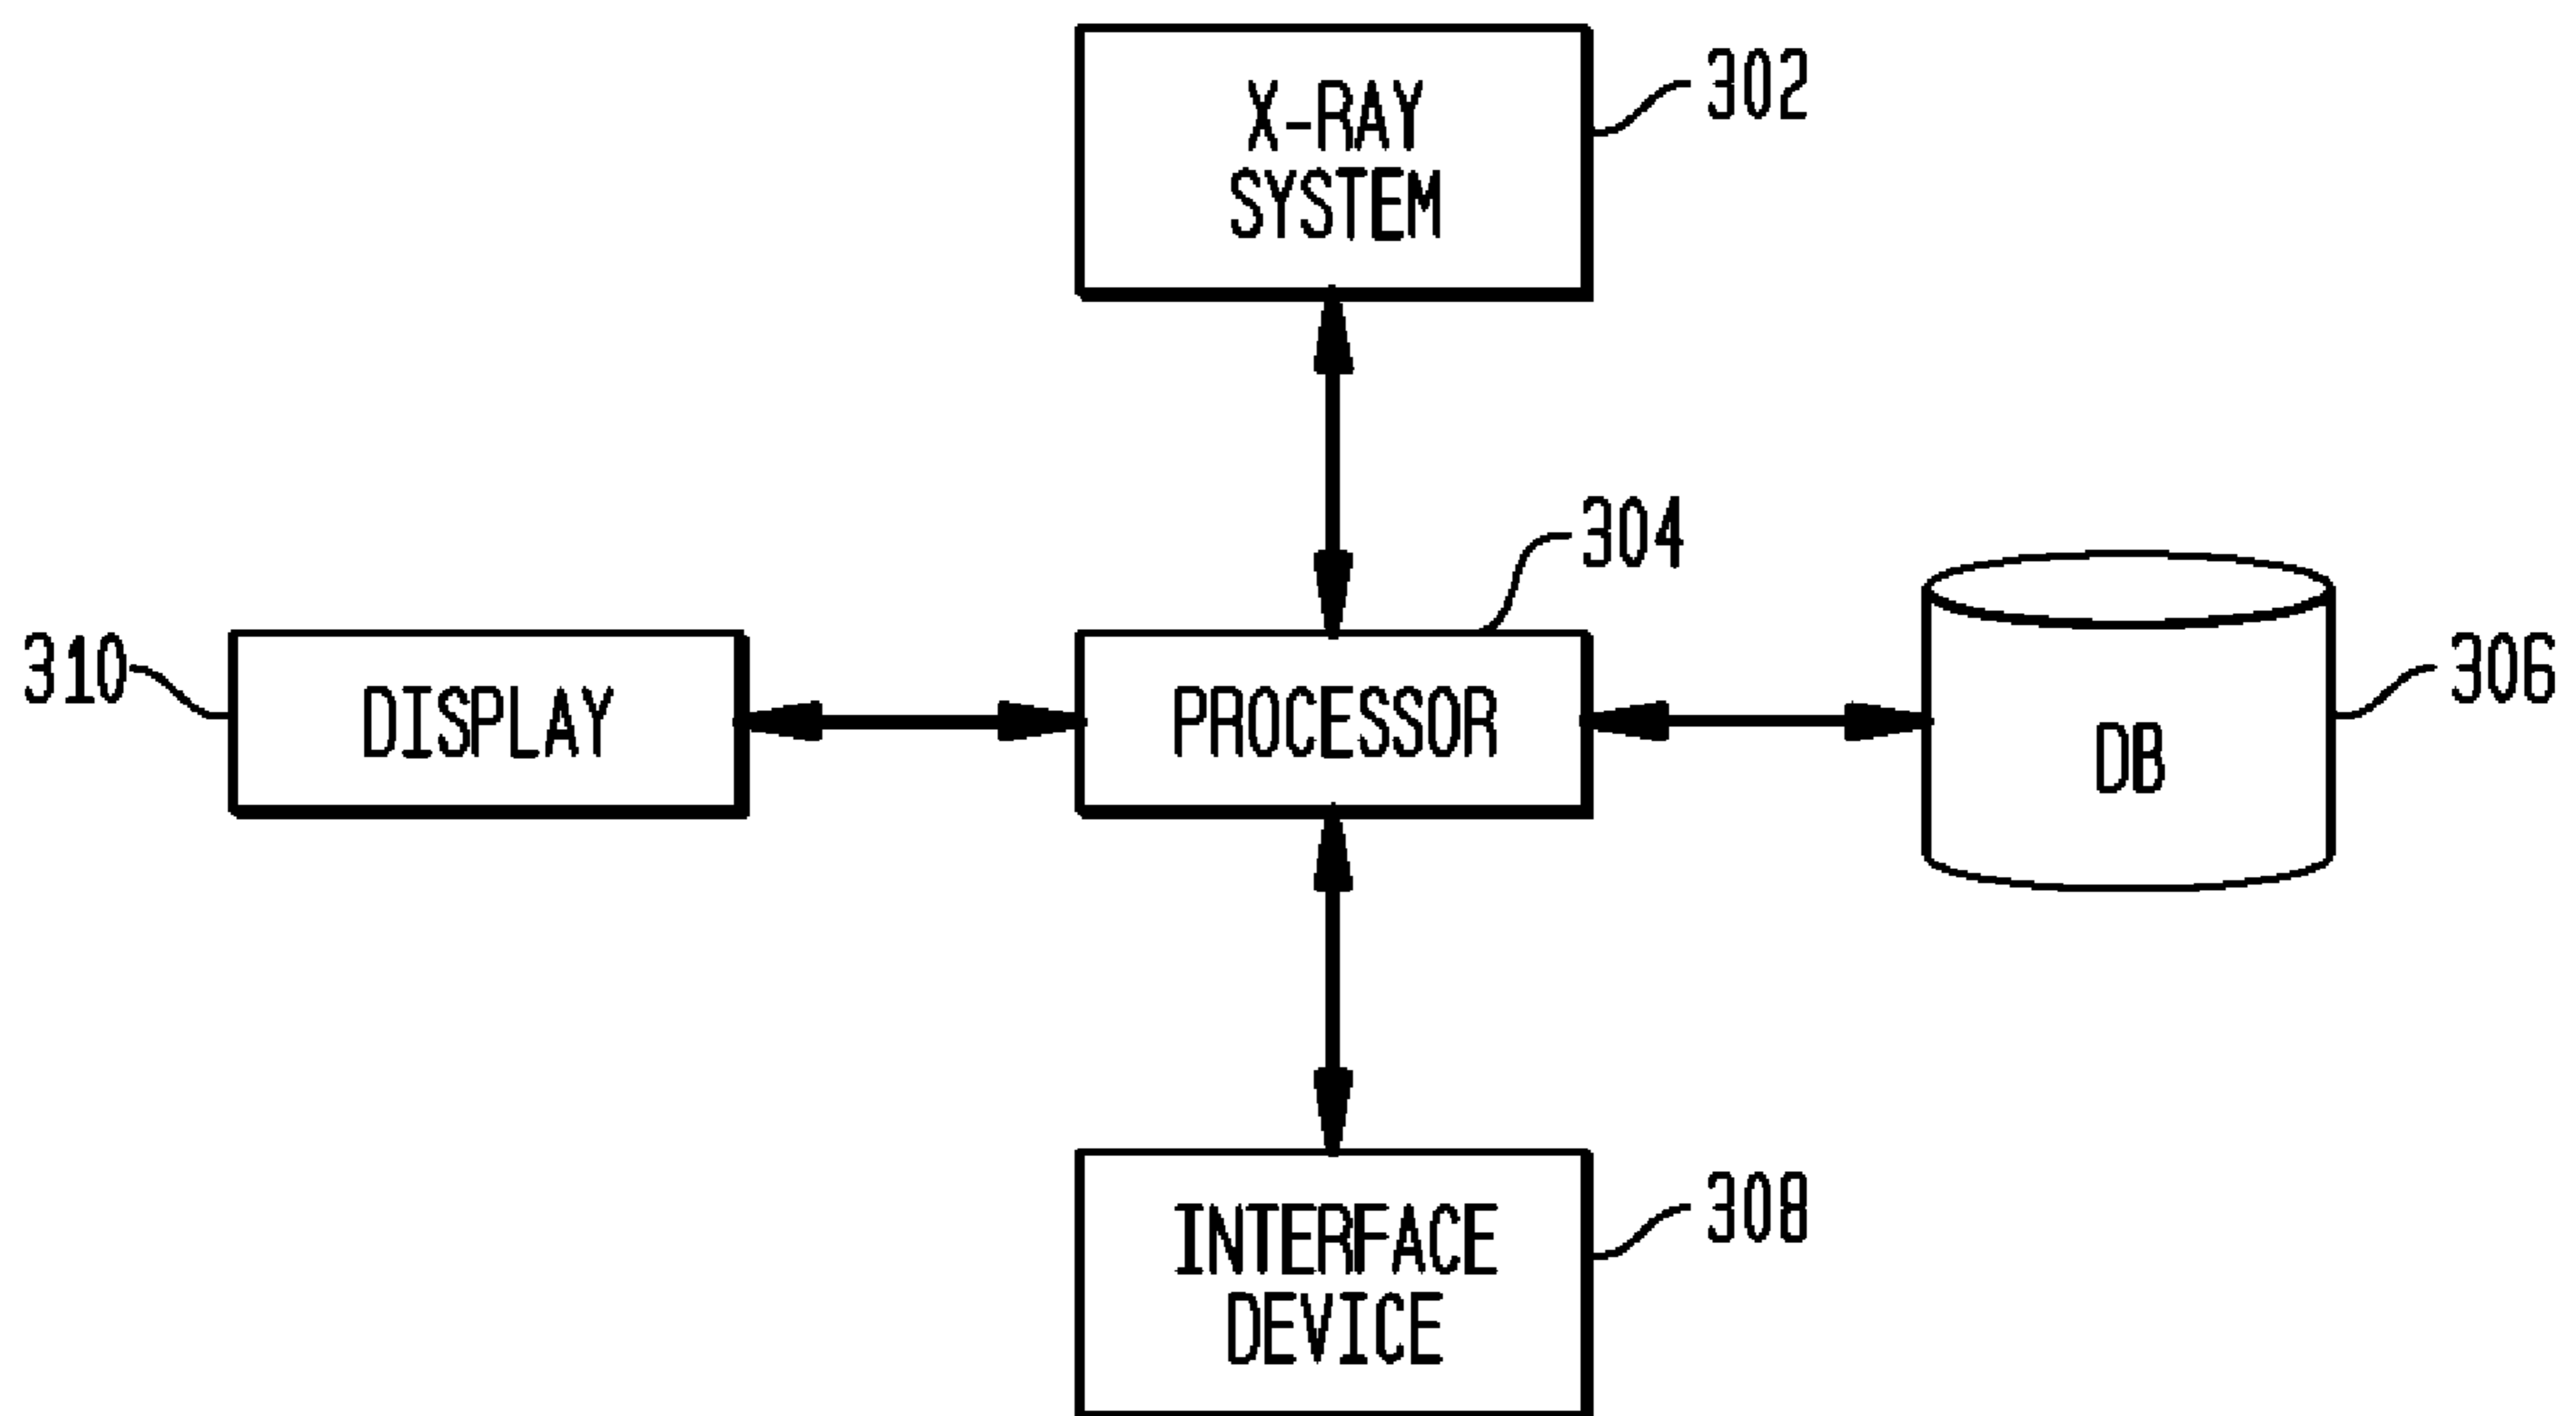 X-RAY
SYSTEM
302
304
310
DISPLAY
PROCESSOR
DB
306
INTERFACE
DEVICE
308